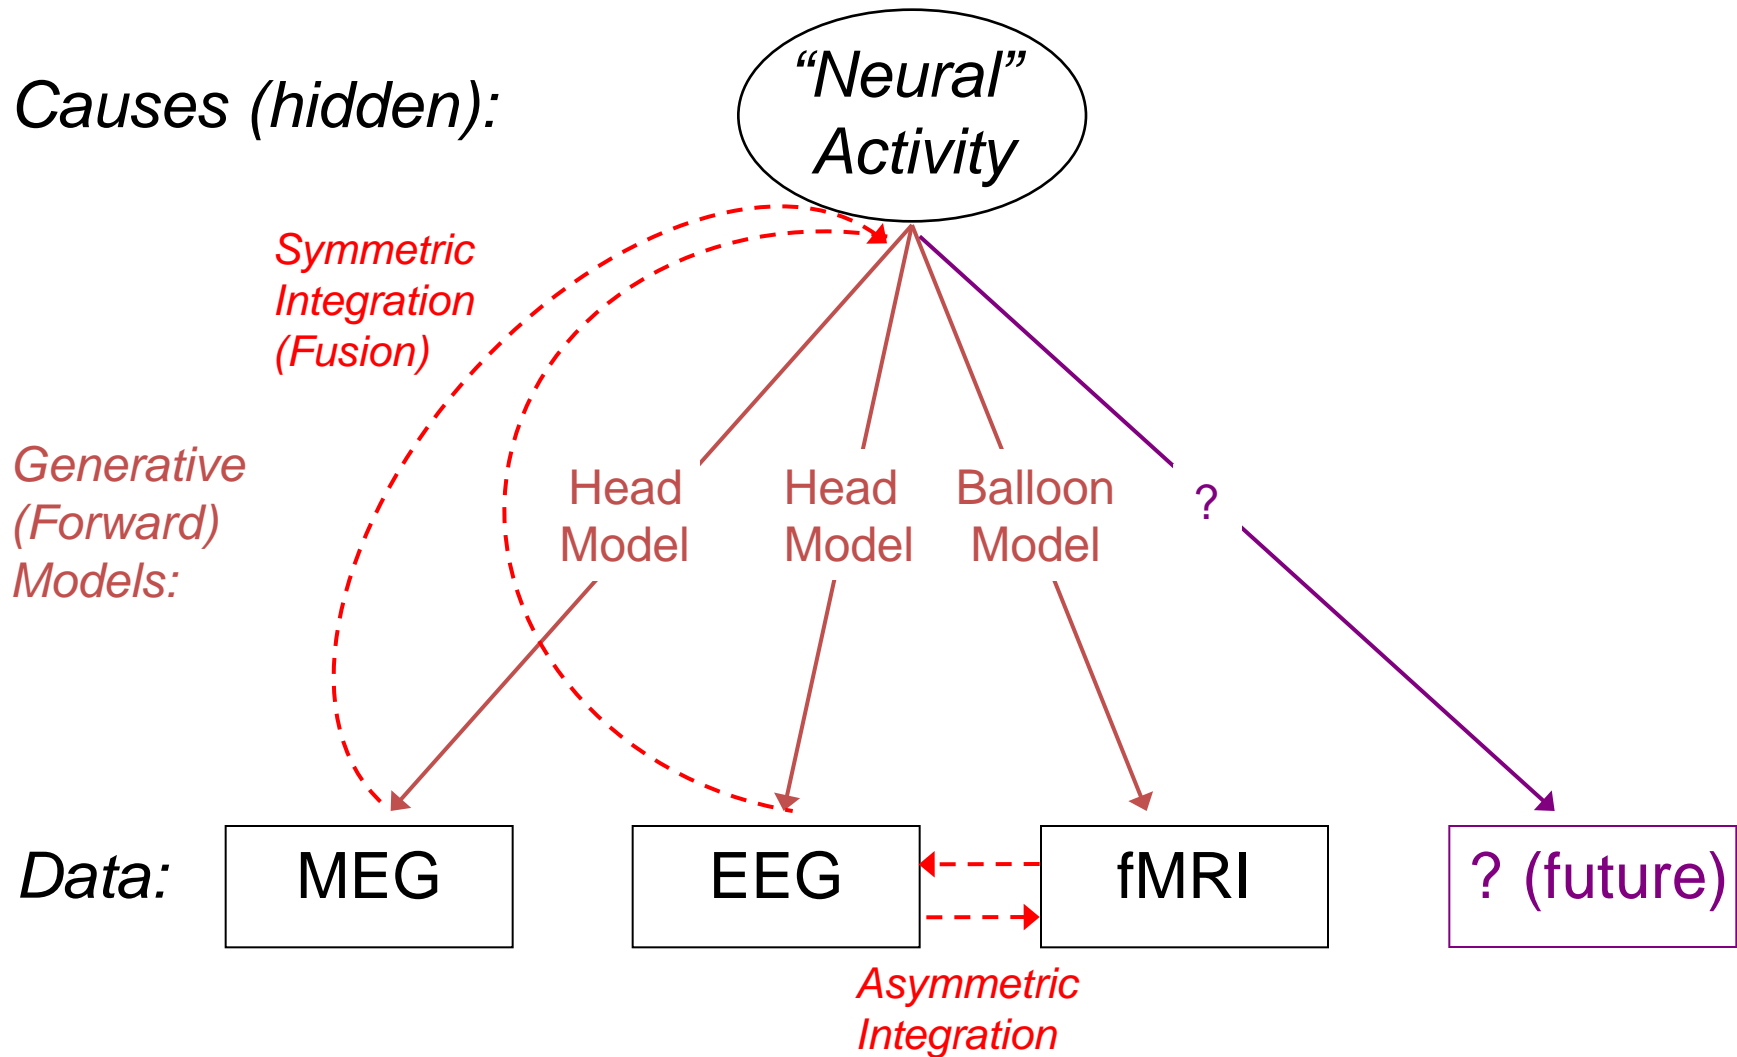 “Neural”
Activity
Causes (hidden):
Symmetric
Integration
(Fusion)
Generative
(Forward)
Models:
Head
Model
Head
Model
Balloon
Model
?
Data:
MEG
EEG
fMRI
? (future)
Asymmetric
Integration